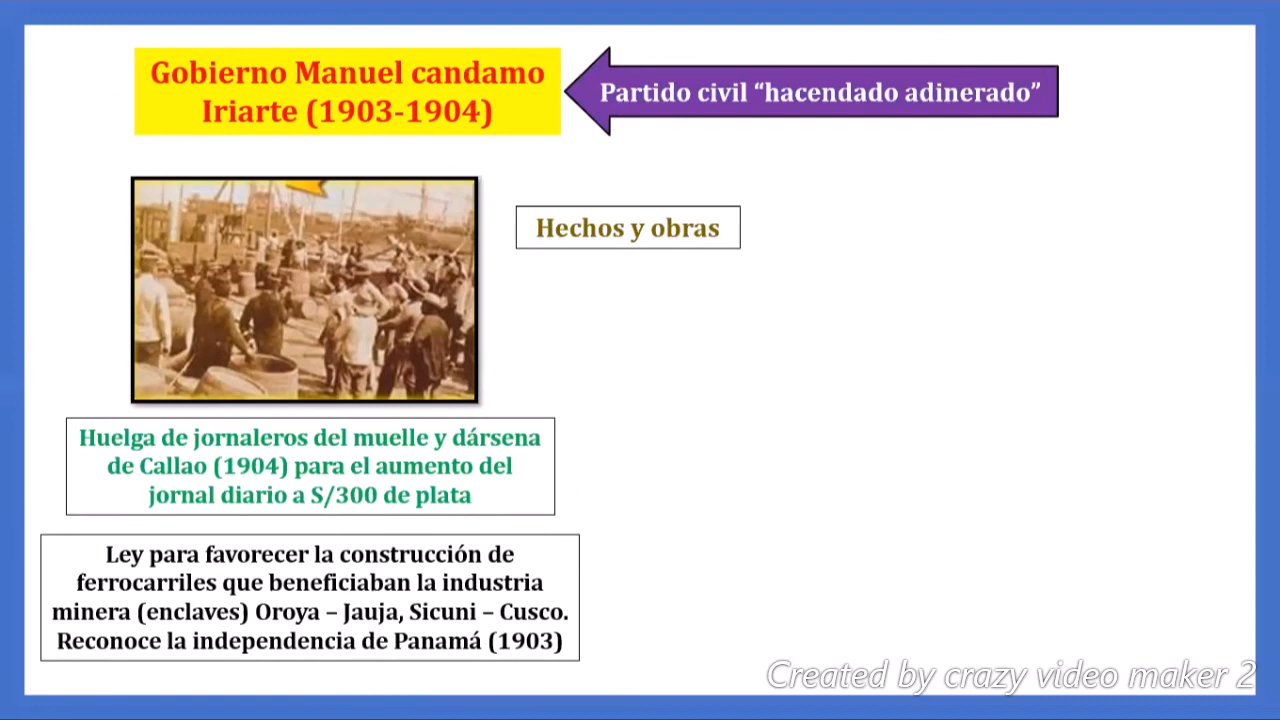 Gobierno Manuel candamo
Iriarte (1903-1904)
Partido civil “hacendado adinerado”
Hechos y obras
Huelga de jornaleros del muelle y dársena
de Callao (1904) para el aumento del
jornal diario a S/300 de plata
Ley para favorecer la construcción de
ferrocarriles que beneficiaban la industria
minera (enclaves) Oroya – Jauja, Sicuni – Cusco.
Reconoce la independencia de Panamá (1903)
Created by crazy video maker 2